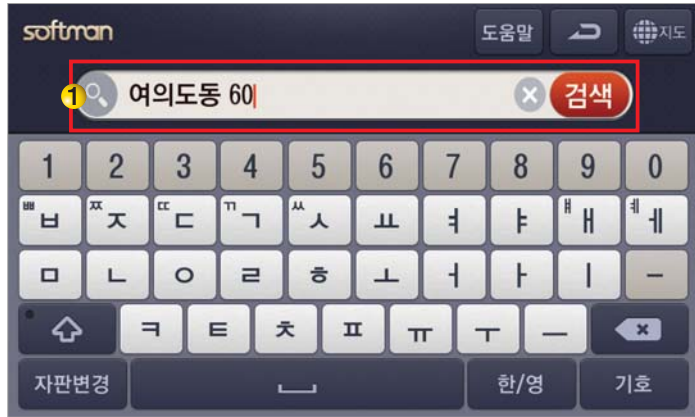 softman 도움말 지도
1 여의도동 60 검색
1 2 3 4 5 6 7 8 9 0
ㅃ ㅂ ㅉ ㅈ ㄸ ㄷ ㄲ ㄱ ㅆ ㅅ ㅛ ㅕ ㅑ ㅒ ㅐ ㅖ ㅔ
ㅁ ㄴ ㅇ ㄹ ㅎ ㅗ ㅓ ㅏ ㅣ -
ㅋ ㅌ ㅊ ㅍ ㅠ ㅜ ㅡ
자판변경 한/영 기호